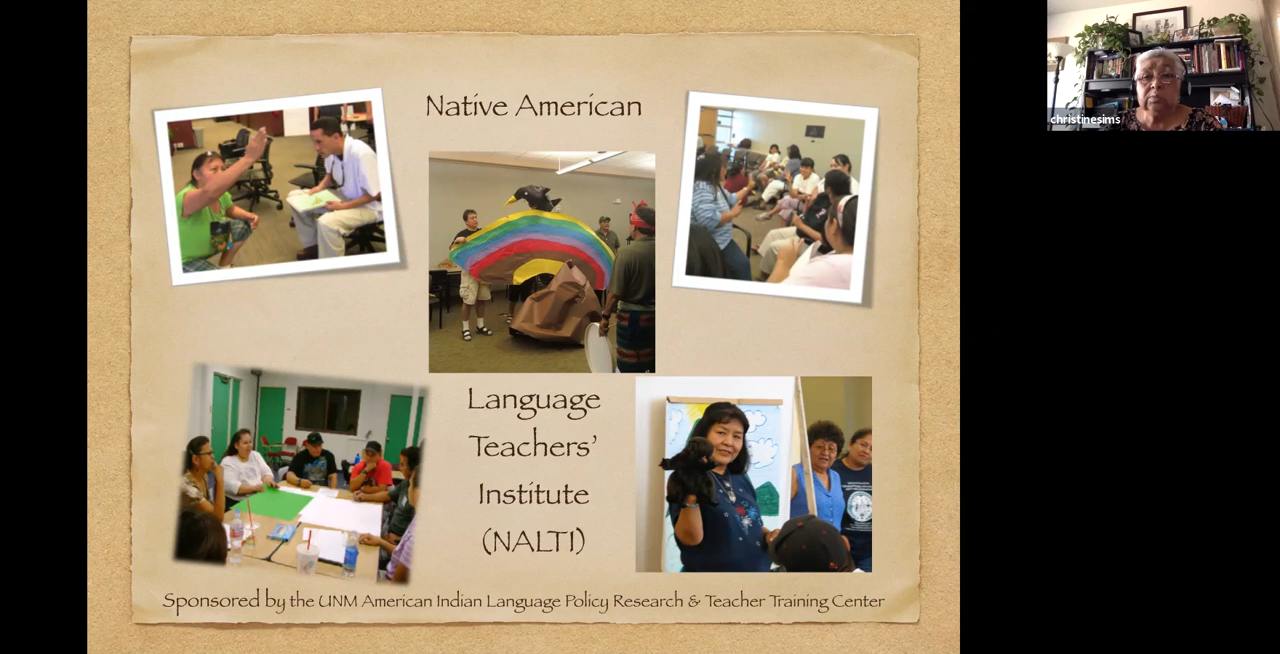 Native American
Language
Teachers'
Institute
(NALTI)
Sponsored by the UNM American Indian Language Policy Research & Teacher Training Center
christinesims